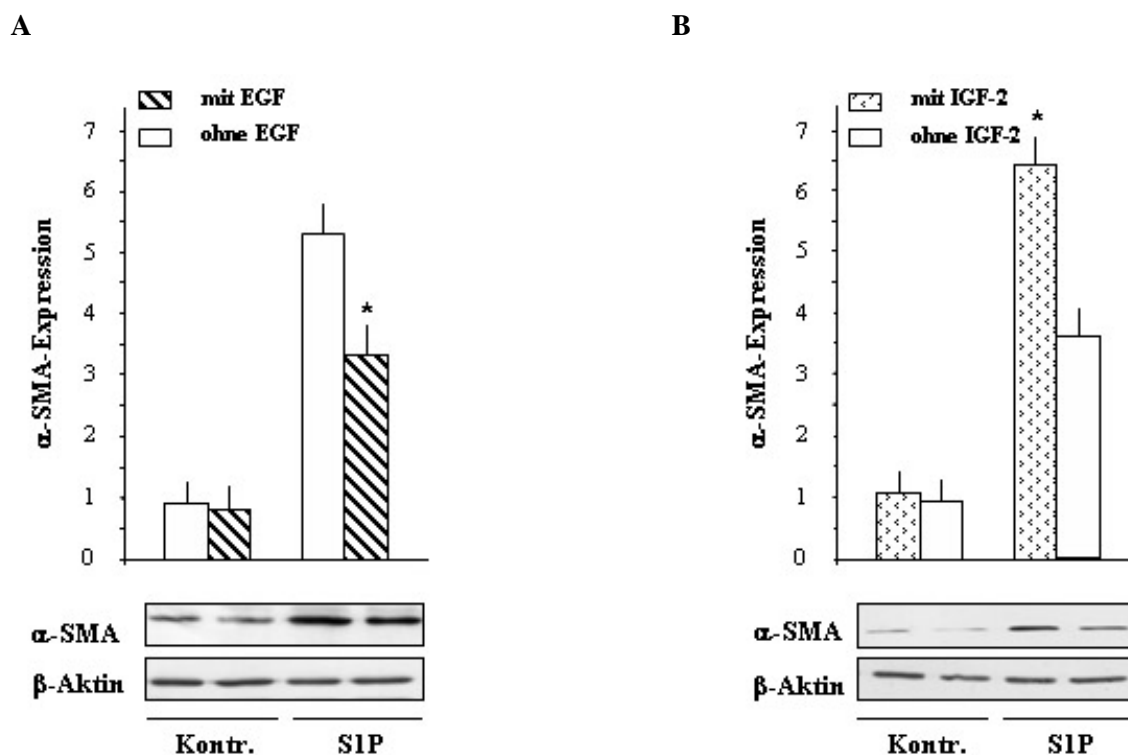 A
mit EGF
ohne EGF
α-SMA-Expression
7
6
5
4
3
2
1
0
*
α-SMA
β-Aktin
Kontr.
S1P
B
mit IGF-2
ohne IGF-2
α-SMA-Expression
7
6
5
4
3
2
1
0
*
α-SMA
β-Aktin
Kontr.
S1P